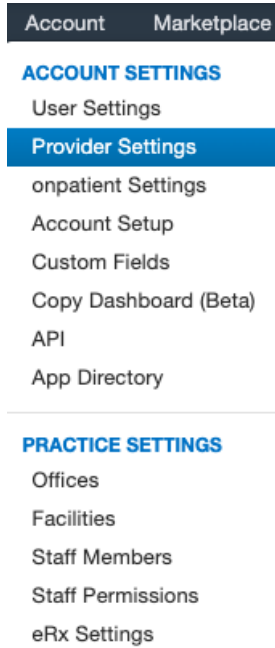 Account Marketplace
ACCOUNT SETTINGS
User Settings
Provider Settings
onpatient Settings
Account Setup
Custom Fields
Copy Dashboard (Beta)
API
App Directory
PRACTICE SETTINGS
Offices
Facilities
Staff Members
Staff Permissions
eRx Settings